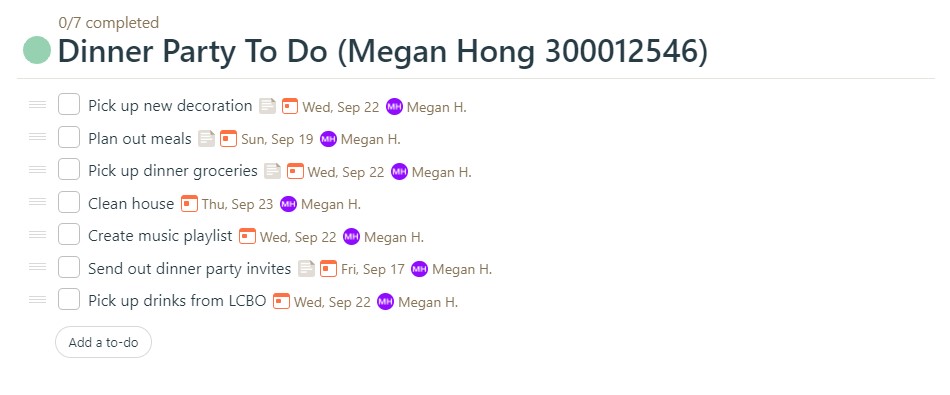 0/7 completed
Dinner Party To Do (Megan Hong 300012546)
Pick up new decoration Wed, Sep 22 MH Megan H.
Plan out meals Sun, Sep 19 MH Megan H.
Pick up dinner groceries Wed, Sep 22 MH Megan H.
Clean house Thu, Sep 23 MH Megan H.
Create music playlist Wed, Sep 22 MH Megan H.
Send out dinner party invites Fri, Sep 17 MH Megan H.
Pick up drinks from LCBO Wed, Sep 22 MH Megan H.
Add a to-do